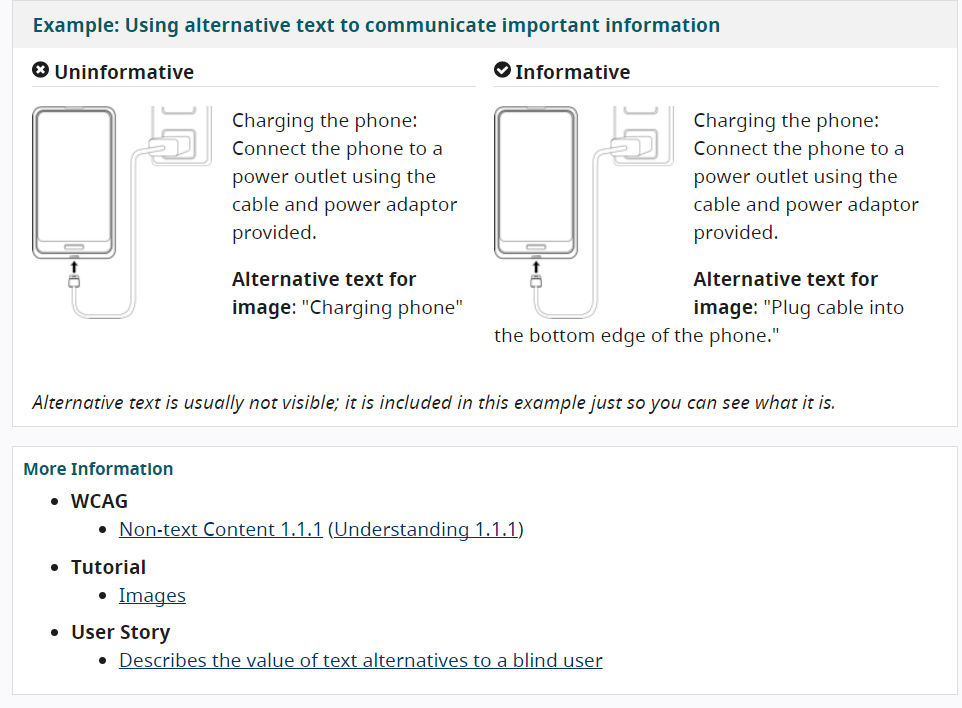 Example: Using alternative text to communicate important information
Uninformative
Charging the phone:
Connect the phone to a
power outlet using the
cable and power adaptor
provided.
Alternative text for
image: "Charging phone"
Informative
Charging the phone:
Connect the phone to a
power outlet using the
cable and power adaptor
provided.
Alternative text for
image: "Plug cable into
the bottom edge of the phone."
Alternative text is usually not visible; it is included in this example just so you can see what it is.
More Information
WCAG
Non-text Content 1.1.1 (Understanding 1.1.1)
Tutorial
Images
User Story
Describes the value of text alternatives to a blind user